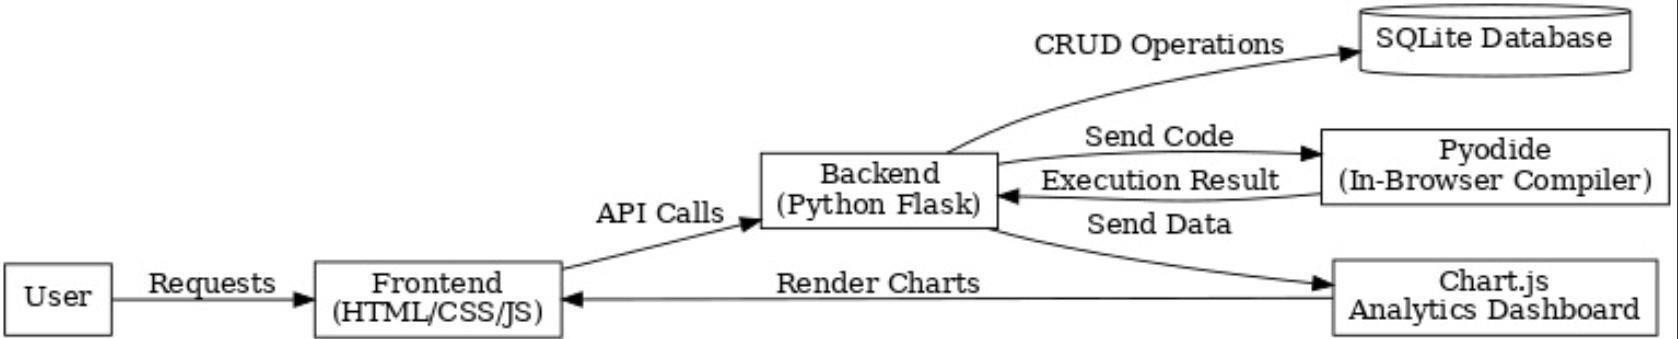 CRUD Operations
SQLite Database
Send Code
Pyodide
(In-Browser Compiler)
Backend
(Python Flask)
Execution Result
API Calls
Send Data
User
Requests
Frontend
(HTML/CSS/JS)
Render Charts
Chart.js
Analytics Dashboard